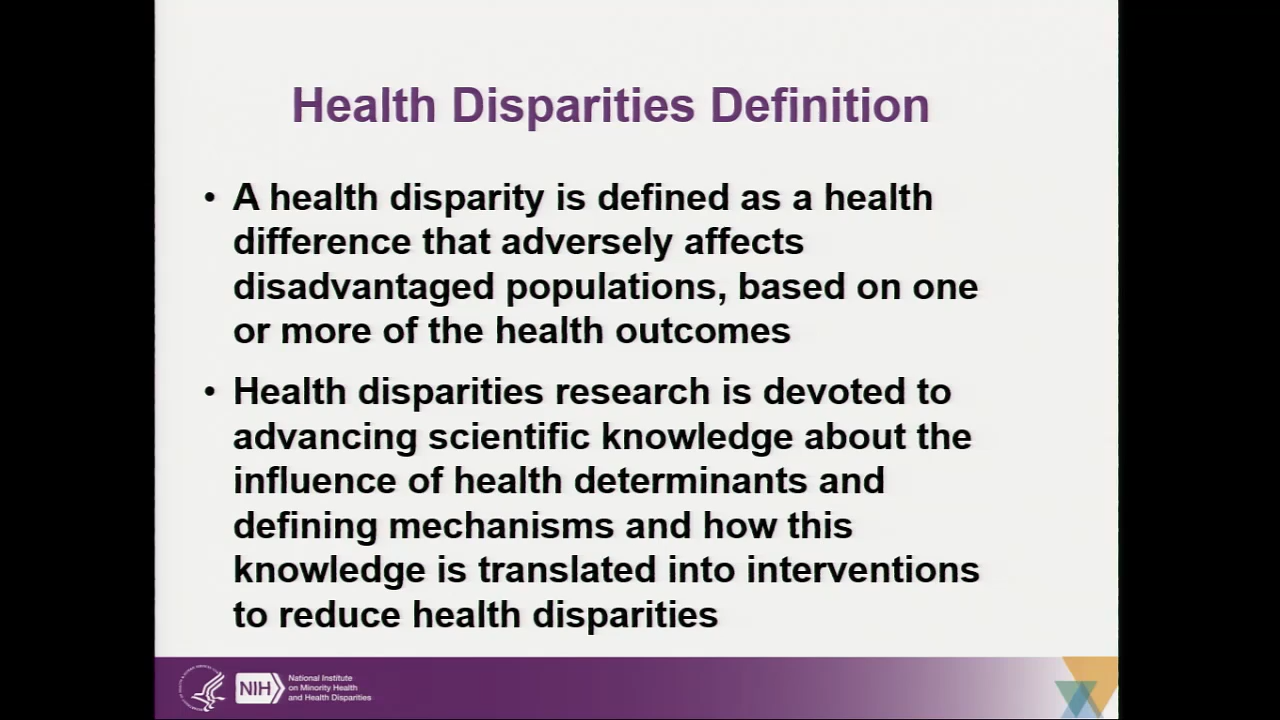 Health Disparities Definition
• A health disparity is defined as a health
difference that adversely affects
disadvantaged populations, based on one
or more of the health outcomes
• Health disparities research is devoted to
advancing scientific knowledge about the
influence of health determinants and
defining mechanisms and how this
knowledge is translated into interventions
to reduce health disparities
NIH
National Institute
on Minority Health
and Health Disparities